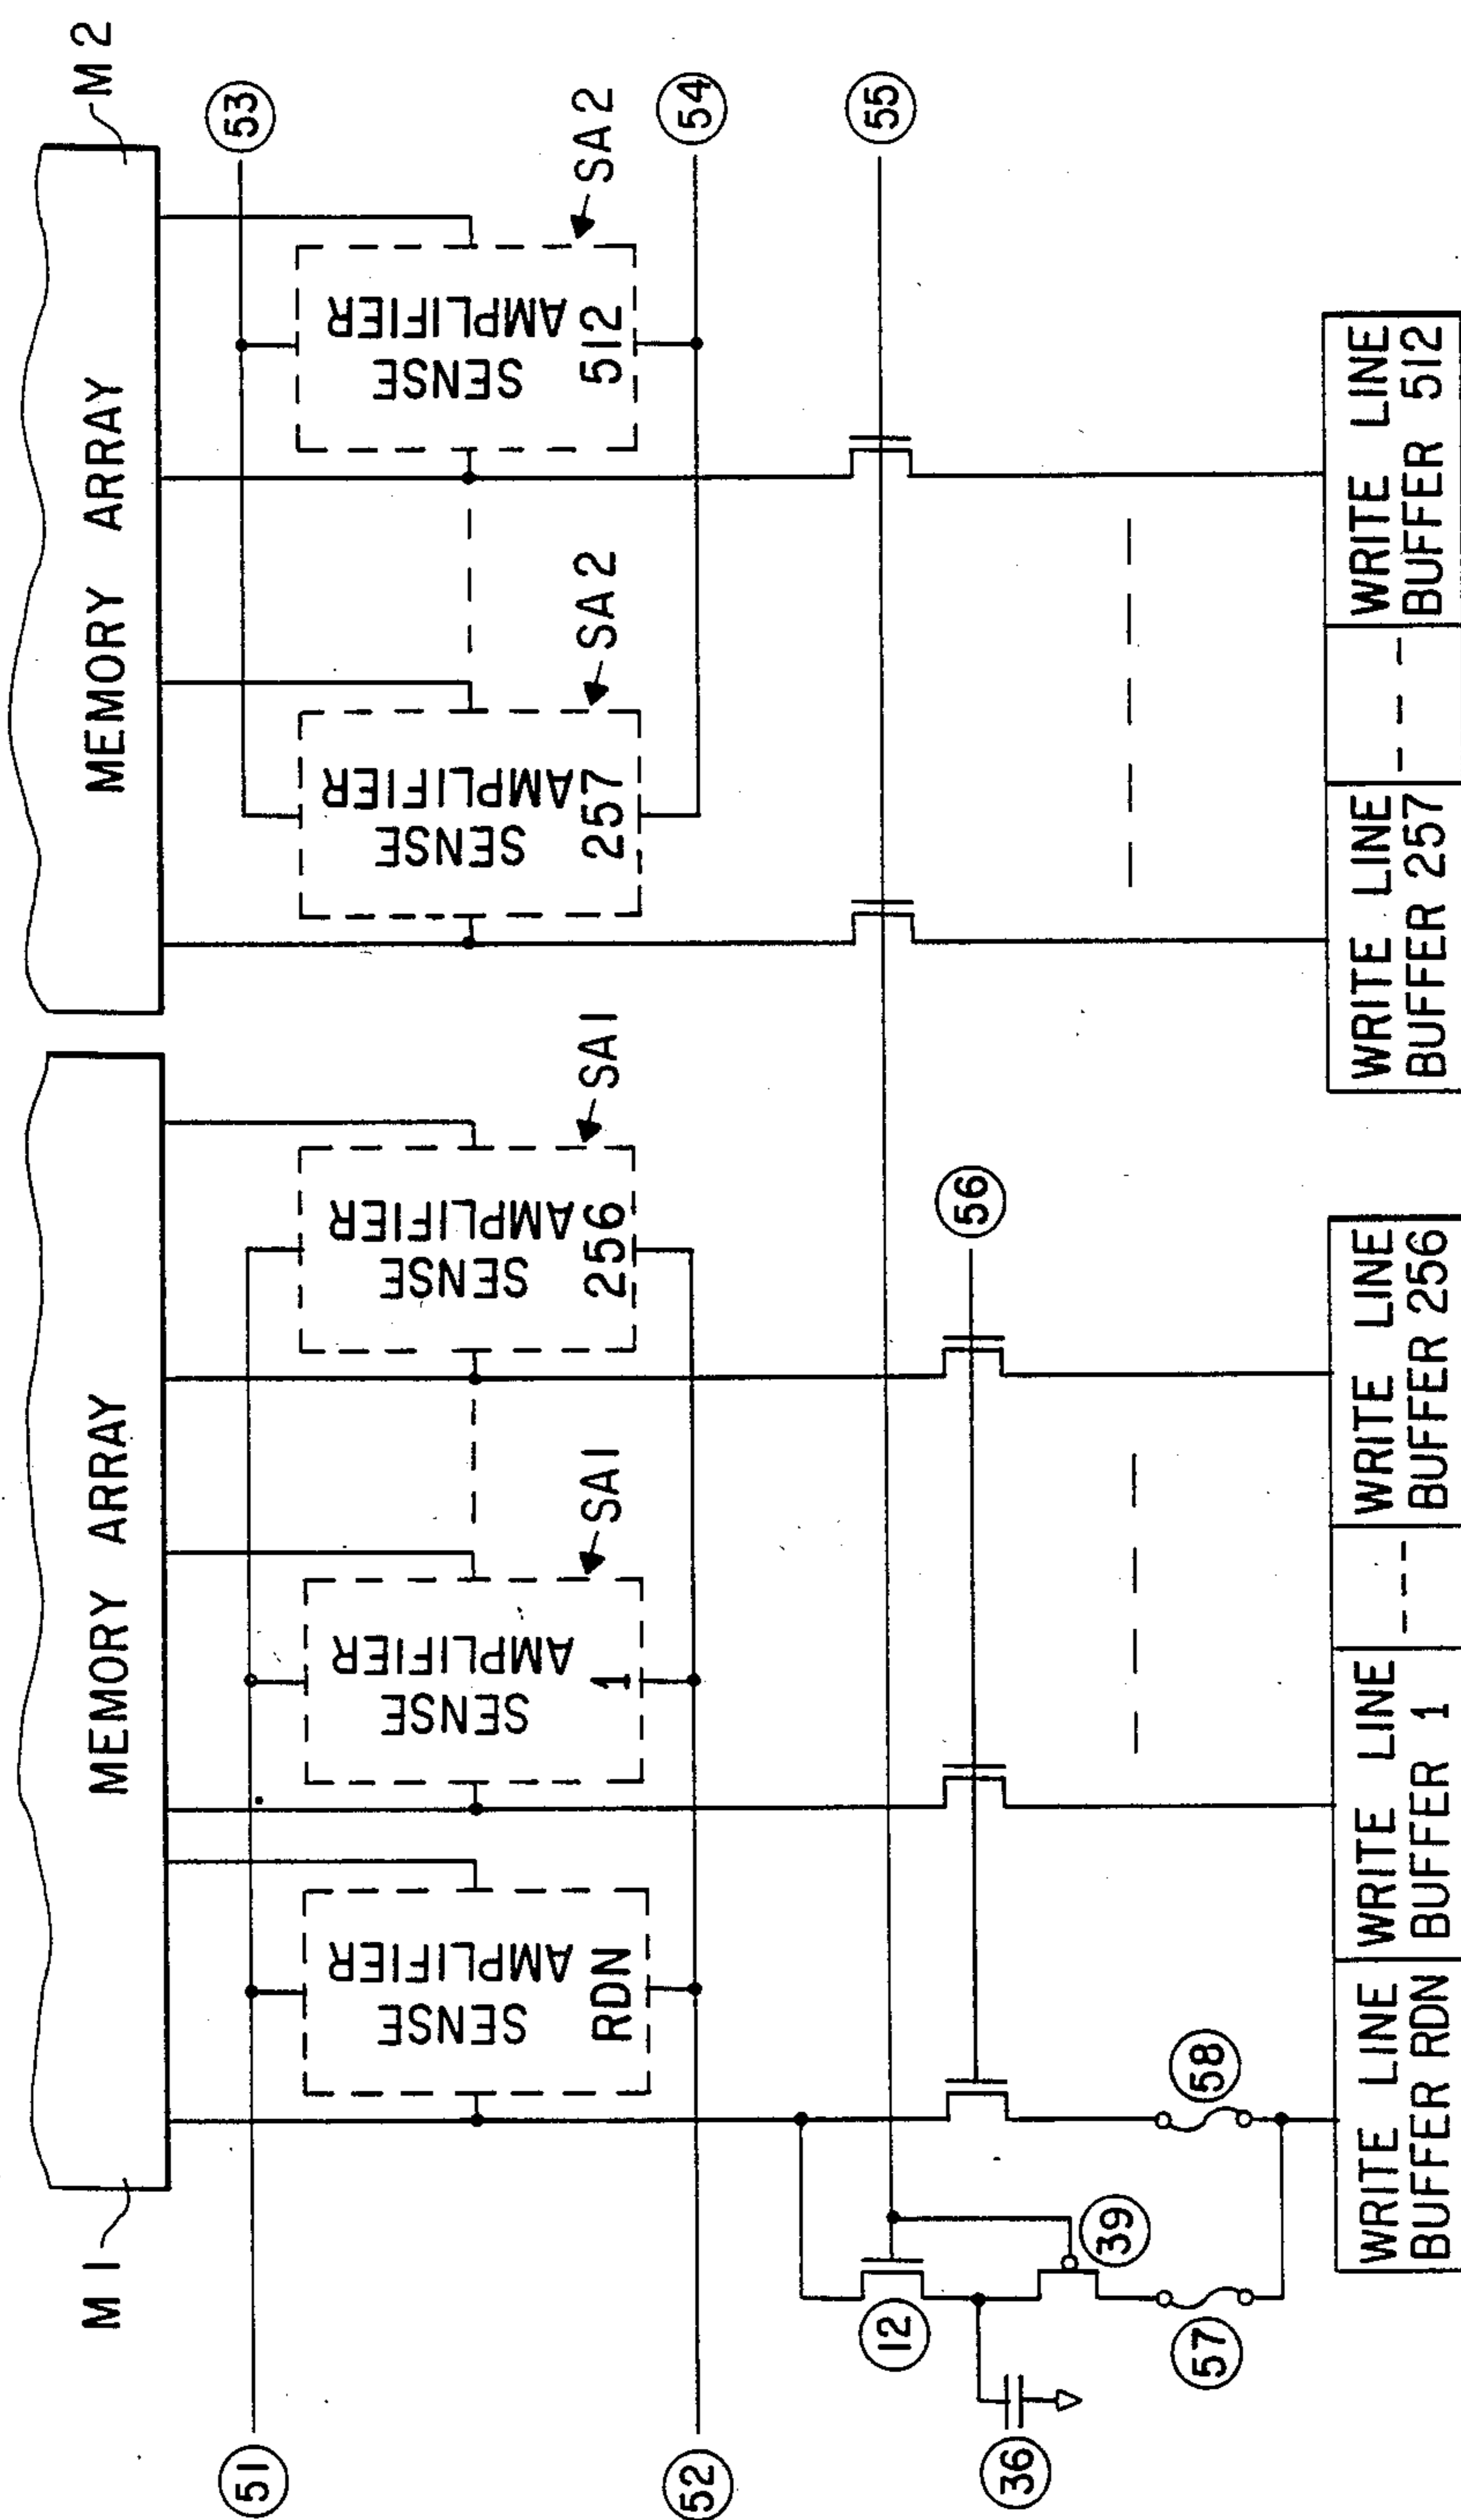 M1
M2
MEMORY ARRAY
MEMORY ARRAY
51
53
SENSE
AMPLIFIER
RDN
SENSE
AMPLIFIER
1
SA1
SENSE
AMPLIFIER
256
SA1
SENSE
AMPLIFIER
257
SA2
SENSE
AMPLIFIER
512
SA2
52
54
12
55
36
39
56
57
58
WRITE LINE
BUFFER RDN
WRITE LINE
BUFFER 1
WRITE LINE
BUFFER 256
WRITE LINE
BUFFER 257
WRITE LINE
BUFFER 512